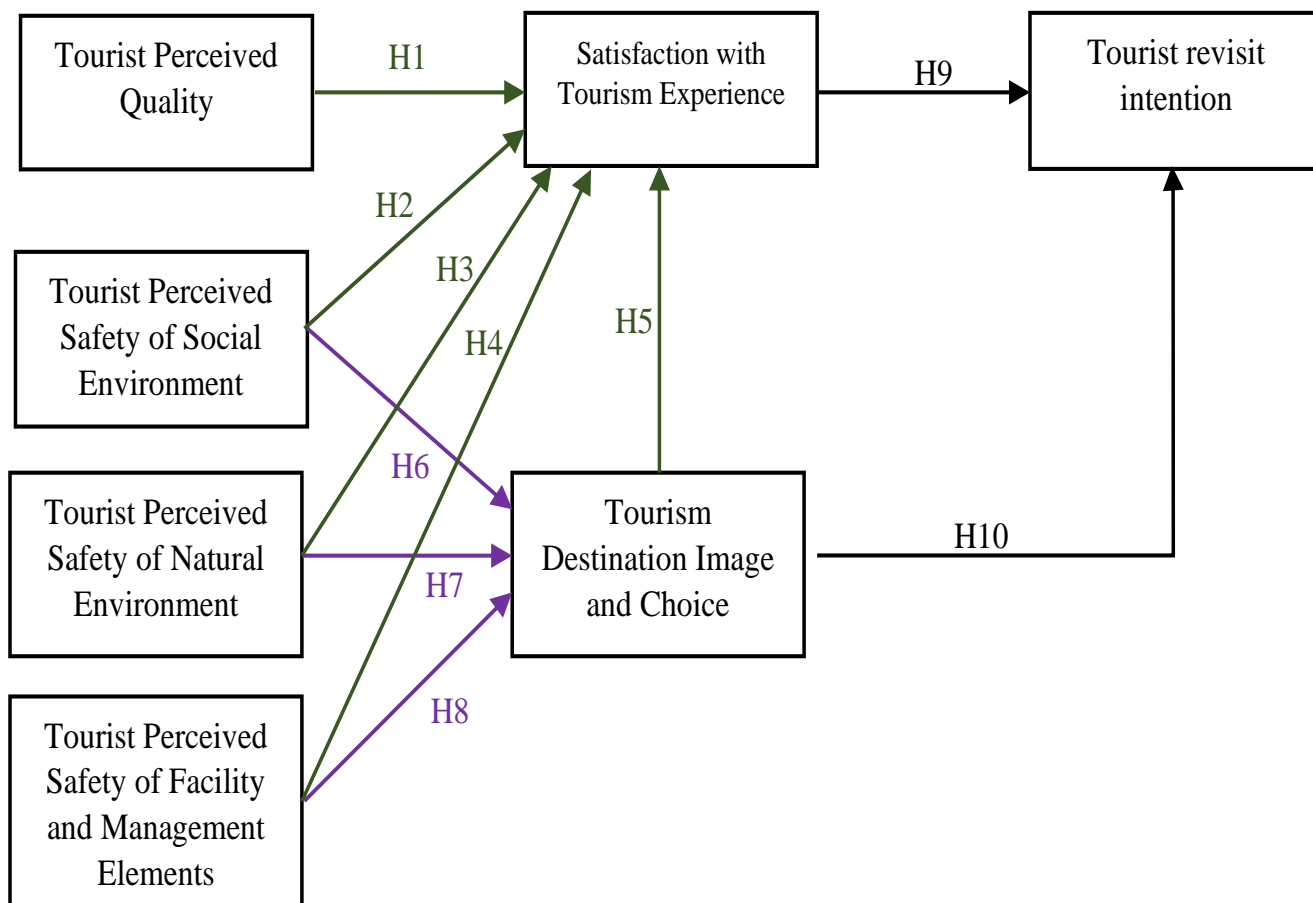 Tourist Perceived
Quality
H1
Satisfaction with
Tourism Experience
H9
Tourist revisit
intention
H2
Tourist Perceived
Safety of Social
Environment
H3
H4
H5
H6
Tourist Perceived
Safety of Natural
Environment
H7
Tourism
Destination Image
and Choice
H10
H8
Tourist Perceived
Safety of Facility
and Management
Elements